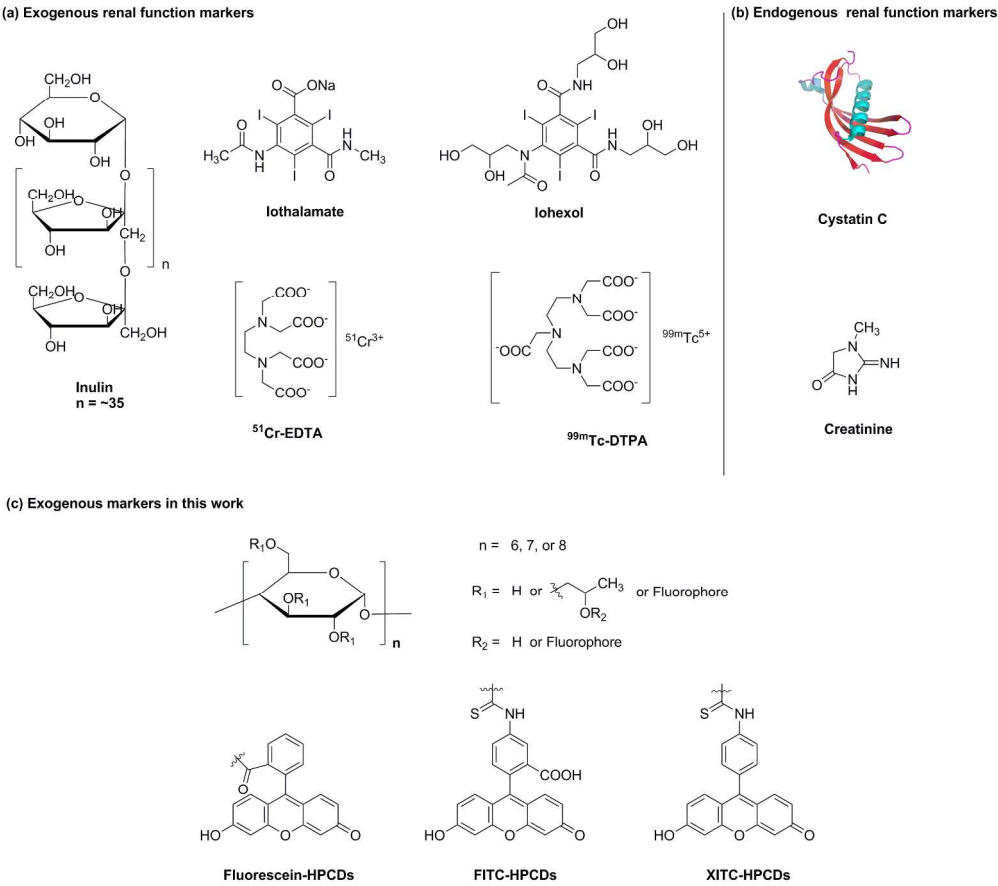 (a) Exogenous renal function markers
CH₂OH
O
OH
OH
OH
O
CH₂OH
O
OH
CH₂
OH
O
n
CH₂OH
O
OH
CH₂OH
OH
Inulin
n = ~35
O
ONa
I
I
O
H₃C
NH
I
O
H
N
CH₃
Iothalamate
OH
OH
O
NH
I
I
HO
OH
N
O
I
O
NH
OH
OH
Iohexol
COO⁻
N
COO⁻
N
COO⁻
COO⁻
⁵¹Cr³⁺
⁵¹Cr-EDTA
COO⁻
N
COO⁻
N
⁻OOC
COO⁻
N
COO⁻
⁹⁹ᵐTc⁵⁺
⁹⁹ᵐTc-DTPA
(b) Endogenous renal function markers
Cystatin C
CH₃
N
NH
O
N
H
Creatinine
(c) Exogenous markers in this work
R₁O
O
OR₁
OR₁
O
n
n = 6, 7, or 8
R₁ = H or CH₃ OR₂ or Fluorophore
R₂ = H or Fluorophore
O
HO
O
O
Fluorescein-HPCDs
S
NH
COOH
HO
O
O
FITC-HPCDs
S
NH
HO
O
O
XITC-HPCDs